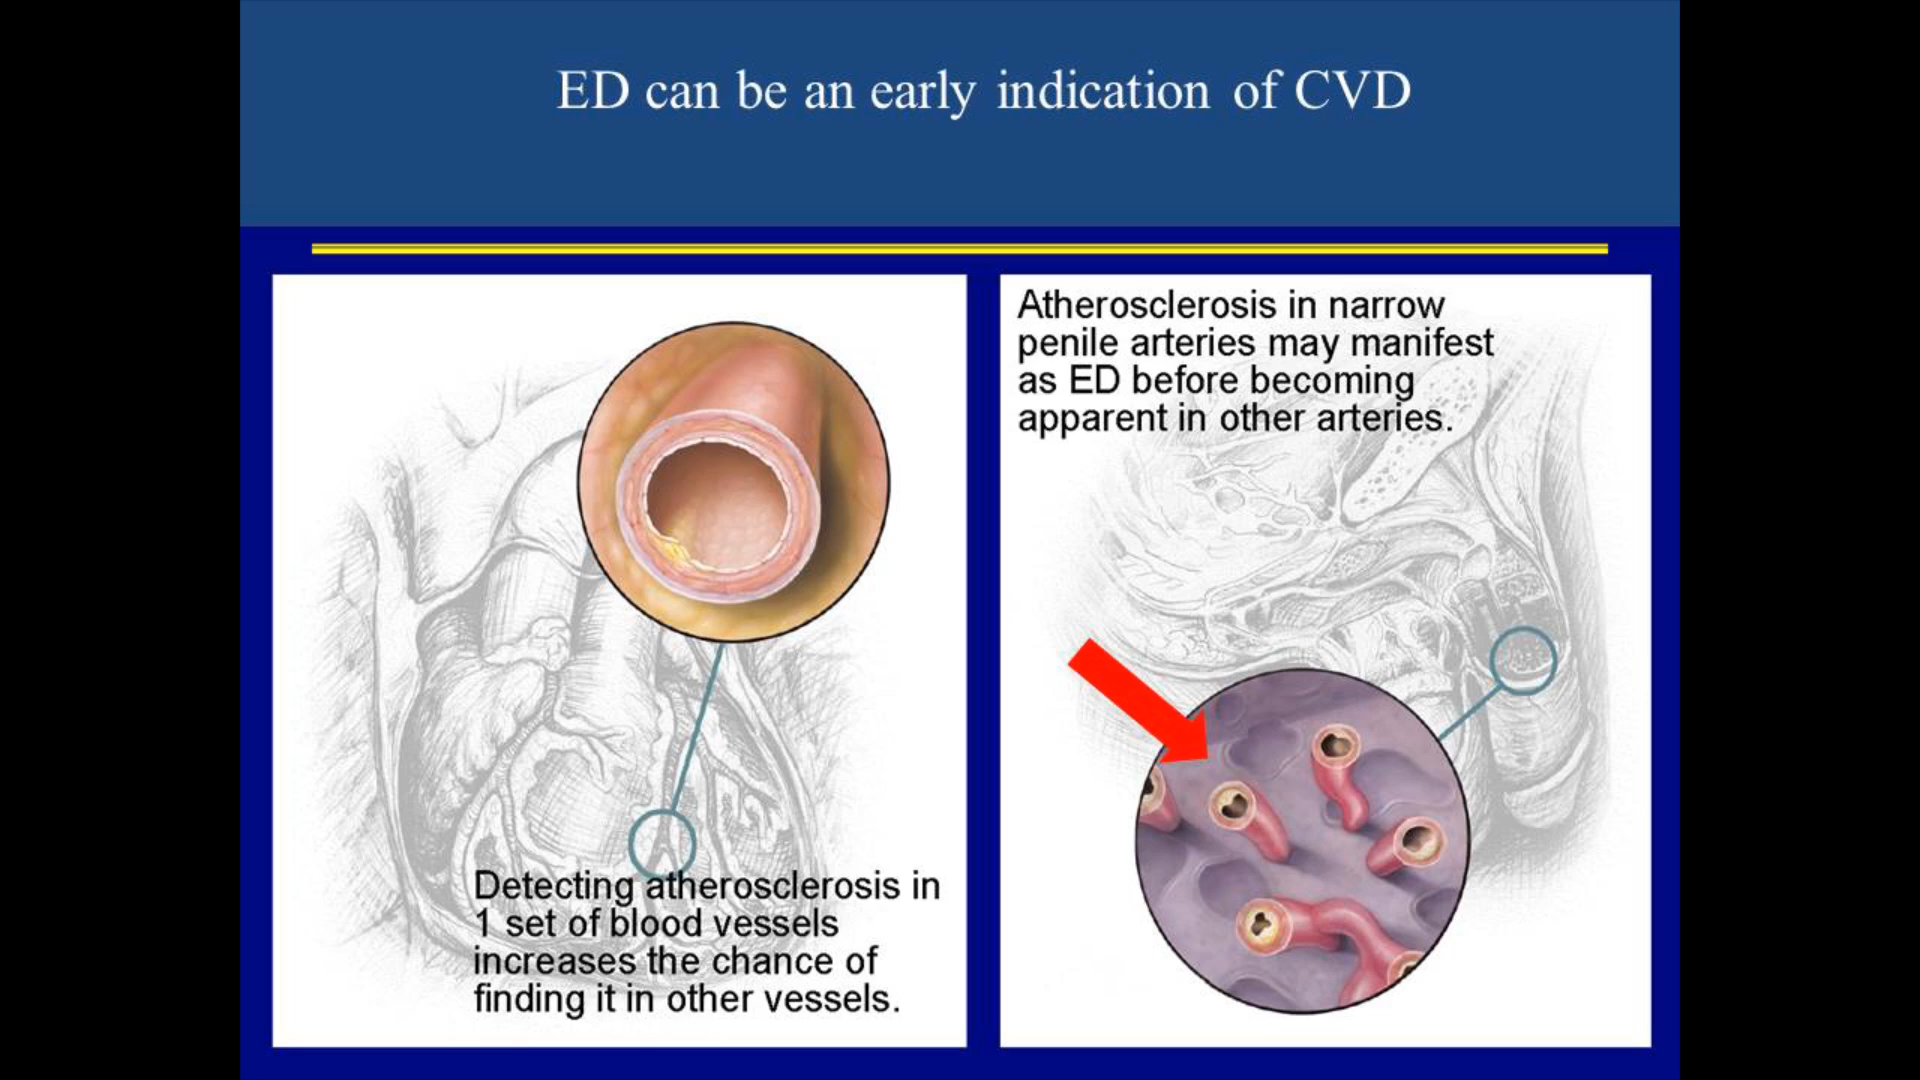 ED can be an early indication of CVD
Detecting atherosclerosis in
1 set of blood vessels
increases the chance of
finding it in other vessels.
Atherosclerosis in narrow
penile arteries may manifest
as ED before becoming
apparent in other arteries.